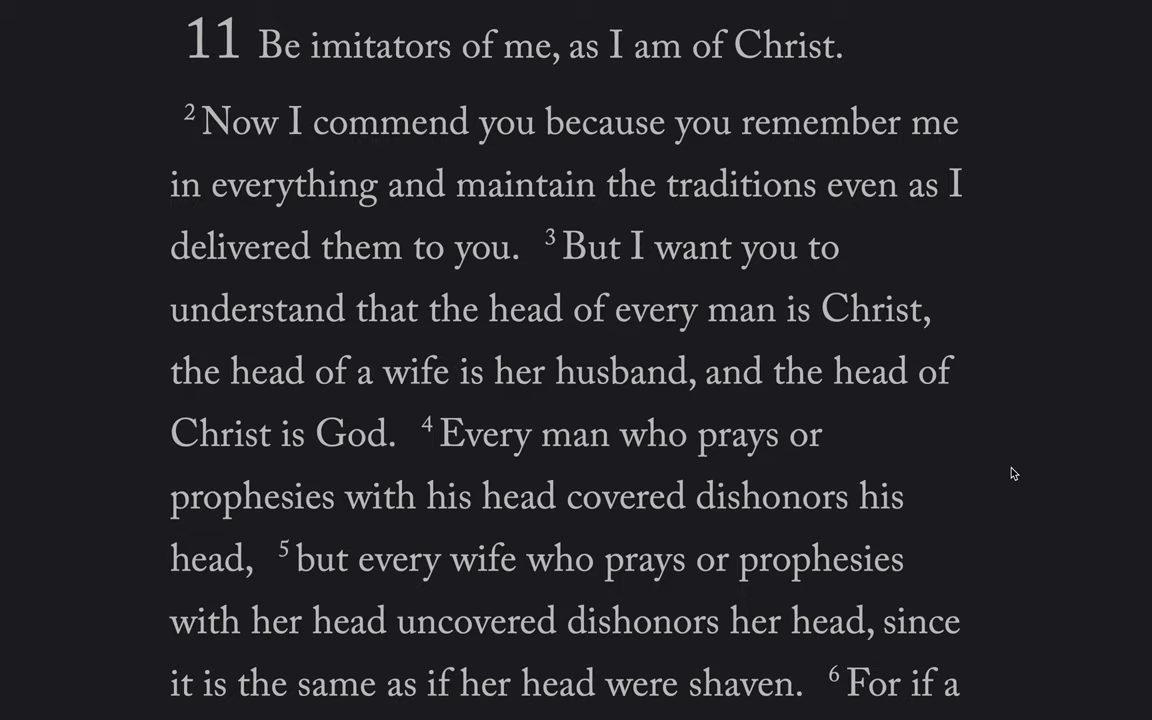 11 Be imitators of me, as I am of Christ.
2 Now I commend you because you remember me
in everything and maintain the traditions even as I
delivered them to you. 3 But I want you to
understand that the head of every man is Christ,
the head of a wife is her husband, and the head of
Christ is God. 4 Every man who prays or
prophesies with his head covered dishonors his
head, 5 but every wife who prays or prophesies
with her head uncovered dishonors her head, since
it is the same as if her head were shaven. 6 For if a